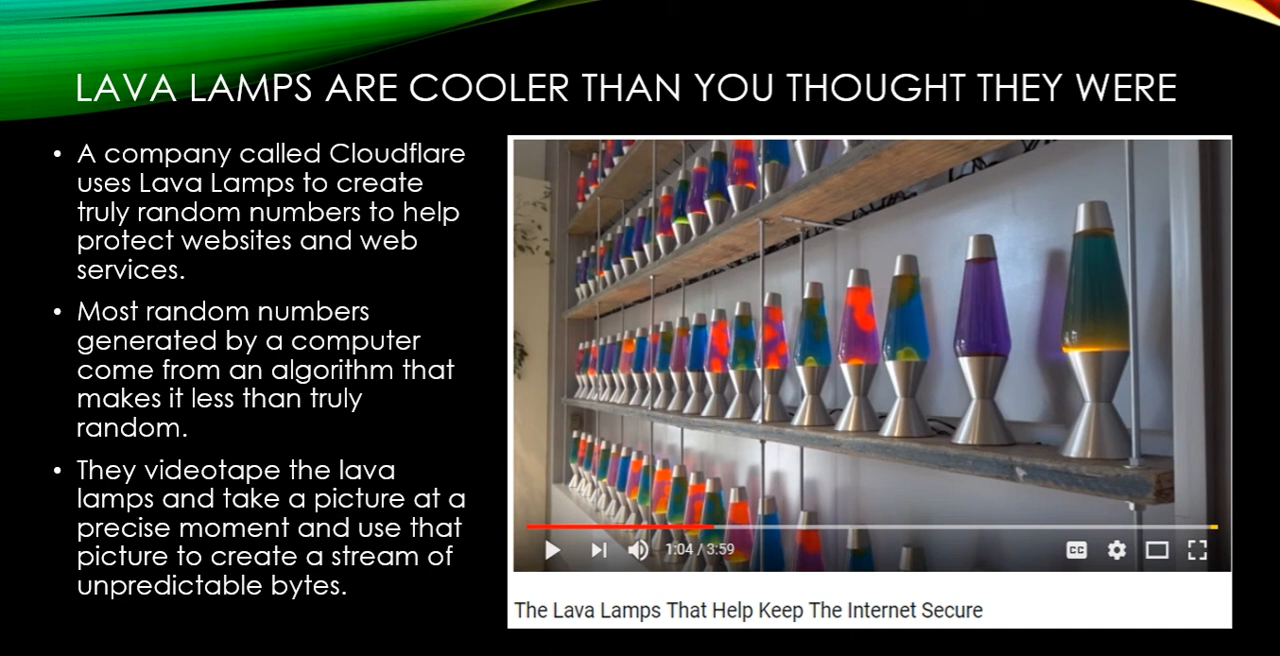 LAVA LAMPS ARE COOLER THAN YOU THOUGHT THEY WERE
• A company called Cloudflare
uses Lava Lamps to create
truly random numbers to help
protect websites and web
services.
• Most random numbers
generated by a computer
come from an algorithm that
makes it less than truly
random.
• They videotape the lava
lamps and take a picture at a
precise moment and use that
picture to create a stream of
unpredictable bytes.
1:04 / 3:59
CC
The Lava Lamps That Help Keep The Internet Secure